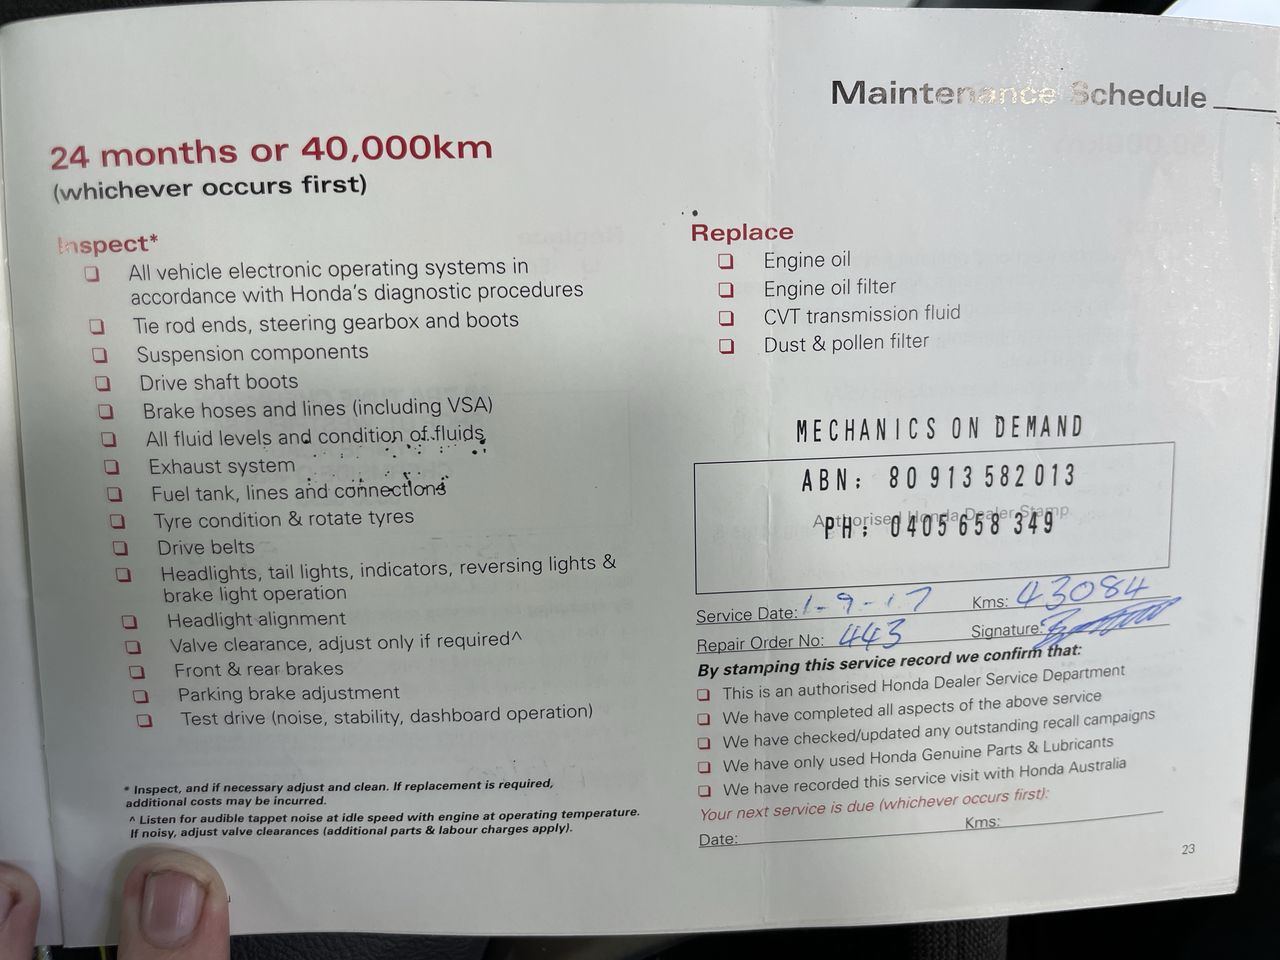 Maintenance Schedule
24 months or 40,000km
(whichever occurs first)
Inspect*
All vehicle electronic operating systems in
accordance with Honda's diagnostic procedures
Tie rod ends, steering gearbox and boots
Suspension components
Drive shaft boots
Brake hoses and lines (including VSA)
All fluid levels and condition of fluids
Exhaust system
Fuel tank, lines and connections
Tyre condition & rotate tyres
Drive belts
Headlights, tail lights, indicators, reversing lights &
brake light operation
Headlight alignment
Valve clearance, adjust only if required^
Front & rear brakes
Parking brake adjustment
Test drive (noise, stability, dashboard operation)
* Inspect, and if necessary adjust and clean. If replacement is required,
additional costs may be incurred.
^ Listen for audible tappet noise at idle speed with engine at operating temperature.
If noisy, adjust valve clearances (additional parts & labour charges apply).
Replace
Engine oil
Engine oil filter
CVT transmission fluid
Dust & pollen filter
MECHANICS ON DEMAND
ABN: 80 913 582 013
Authorised Honda Dealer Stamp
PH: 0405 658 349
Service Date: 1-9-17 Kms: 43084
Repair Order No: 443 Signature:
By stamping this service record we confirm that:
This is an authorised Honda Dealer Service Department
We have completed all aspects of the above service
We have checked/updated any outstanding recall campaigns
We have only used Honda Genuine Parts & Lubricants
We have recorded this service visit with Honda Australia
Your next service is due (whichever occurs first):
Date: Kms:
23